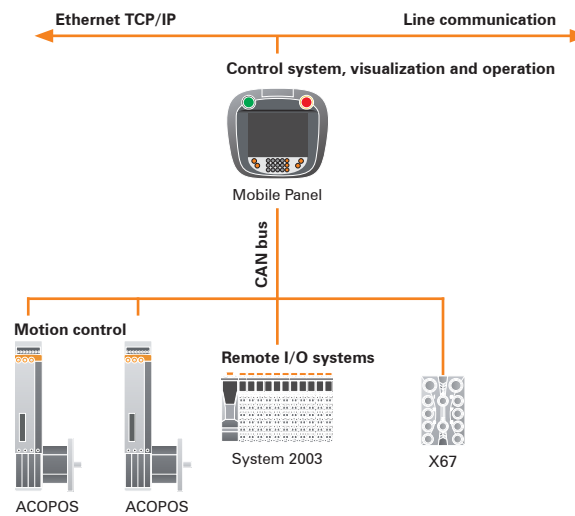 Ethernet TCP/IP
Line communication
Control system, visualization and operation
Mobile Panel
CAN bus
Motion control
Remote I/O systems
System 2003
X67
ACOPOS
ACOPOS